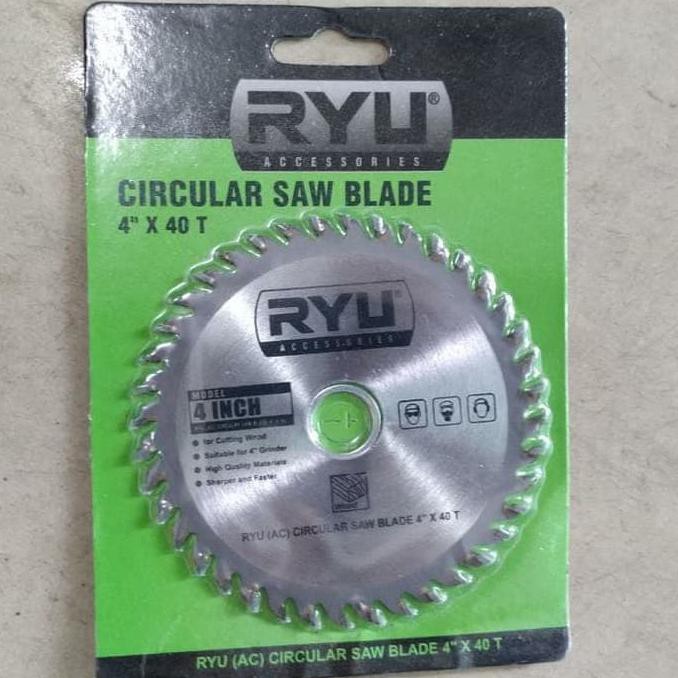 RYU®
ACCESSORIES
CIRCULAR SAW BLADE
4" X 40 T
RYU®
ACCESSORIES
MODEL
4 INCH
for Cutting Wood
Suitable for 4" Grinder
High Quality Materials
Sharper and Faster
Wood
RYU (AC) CIRCULAR SAW BLADE 4" X 40 T
RYU (AC) CIRCULAR SAW BLADE 4" X 40 T